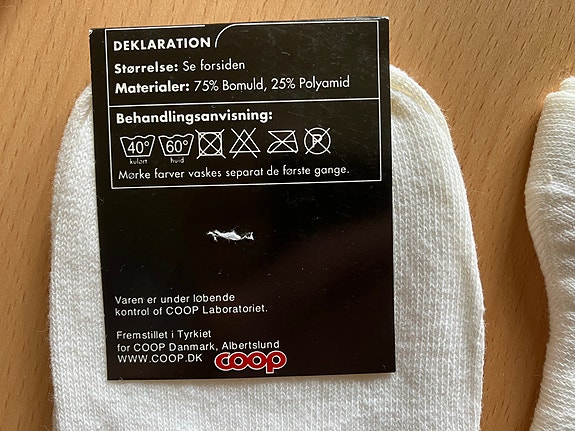 DEKLARATION
Størrelse: Se forsiden
Materialer: 75% Bomuld, 25% Polyamid
Behandlingsanvisning:
40° 60° P
kulørt hvid
Mørke farver vaskes separat de første gange.
Varen er under løbende
kontrol af COOP Laboratoriet.
Fremstillet i Tyrkiet
for COOP Danmark, Albertslund
WWW.COOP.DK coop